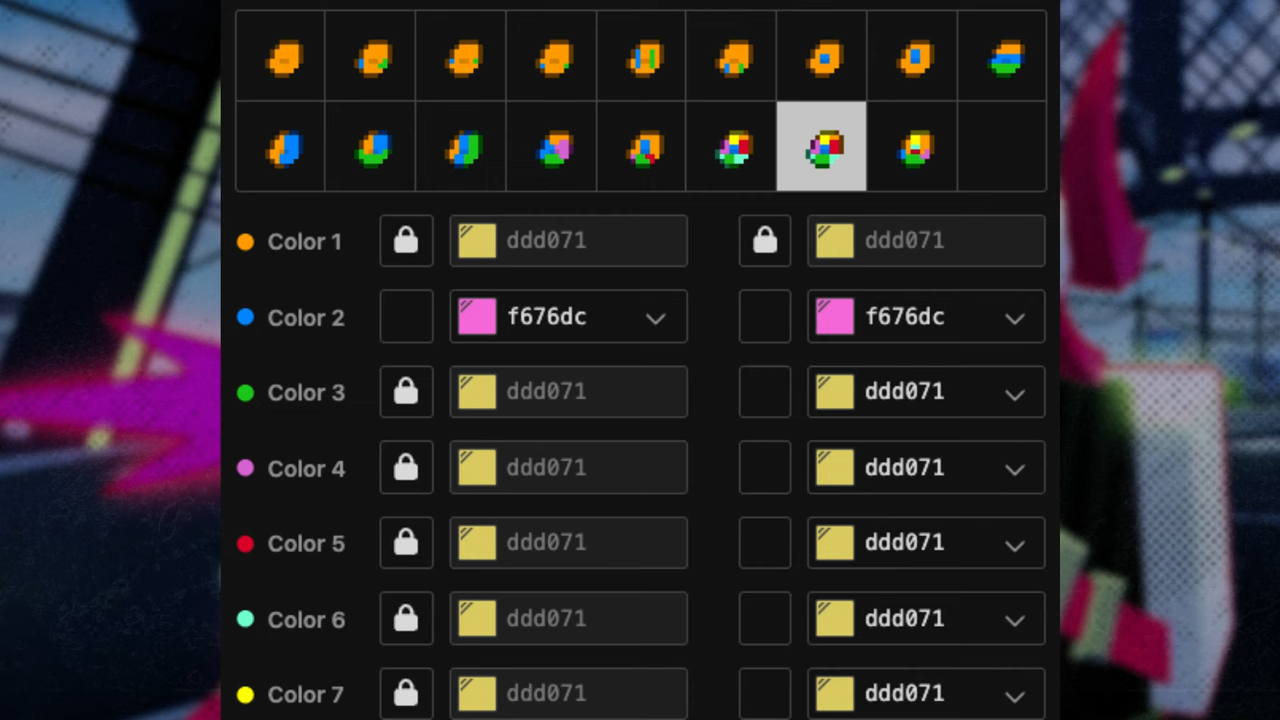 Color 1 ddd071 ddd071
Color 2 f676dc f676dc
Color 3 ddd071 ddd071
Color 4 ddd071 ddd071
Color 5 ddd071 ddd071
Color 6 ddd071 ddd071
Color 7 ddd071 ddd071